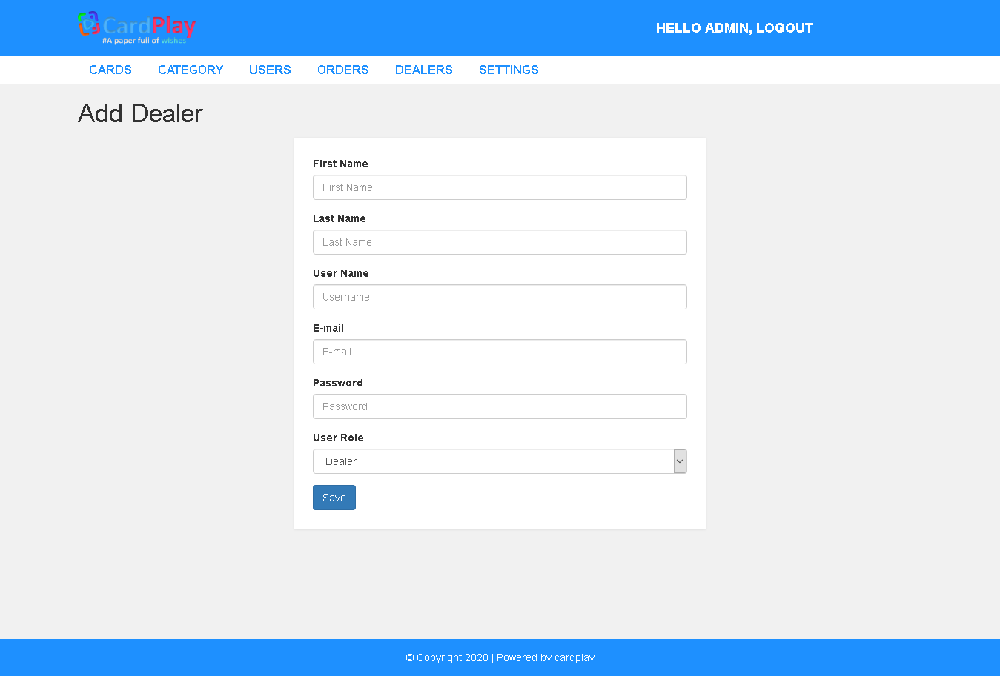 CardPlay
#A paper full of wishes
HELLO ADMIN, LOGOUT
CARDS CATEGORY USERS ORDERS DEALERS SETTINGS
Add Dealer
First Name
First Name
Last Name
Last Name
User Name
Username
E-mail
E-mail
Password
Password
User Role
Dealer
Save
© Copyright 2020 | Powered by cardplay